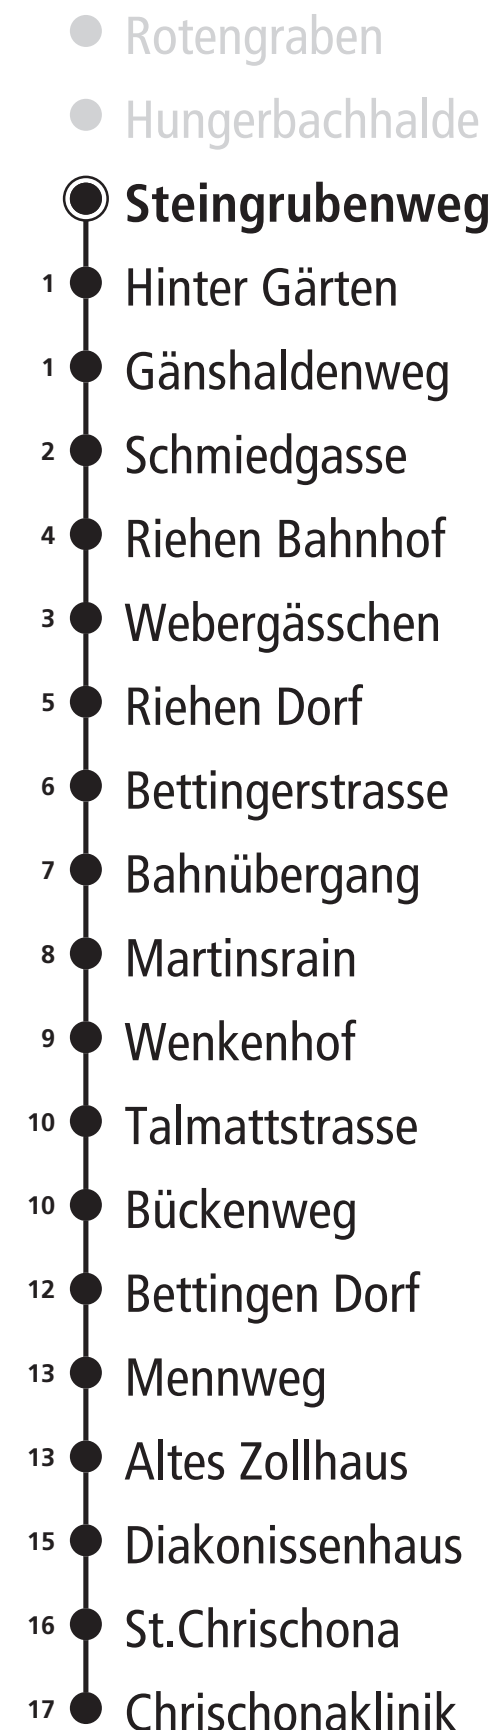 Rotengraben
Hungerbachhalde
Steingrubenweg
1 Hinter Gärten
1 Gänshaldenweg
2 Schmiedgasse
4 Riehen Bahnhof
3 Webergässchen
5 Riehen Dorf
6 Bettingerstrasse
7 Bahnübergang
8 Martinsrain
9 Wenkenhof
10 Talmattstrasse
10 Bückenweg
12 Bettingen Dorf
13 Mennweg
13 Altes Zollhaus
15 Diakonissenhaus
16 St.Chrischona
17 Chrischonaklinik